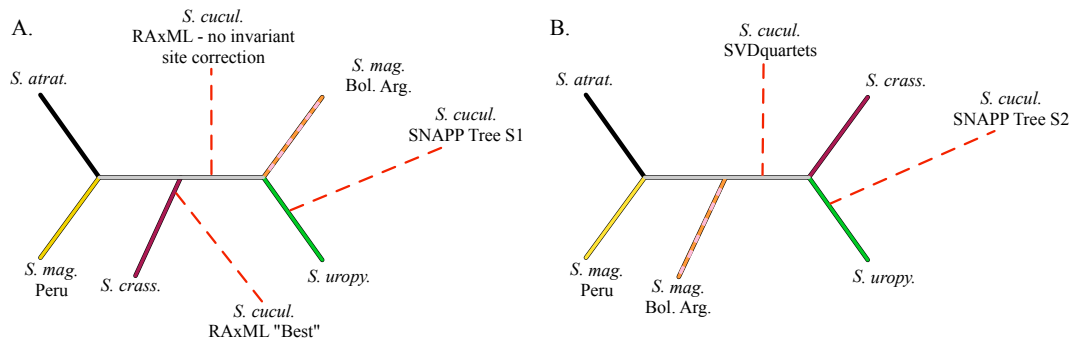 A.
S. cucul.
RAxML - no invariant
site correction
S. atrat.
S. mag.
Bol. Arg.
S. cucul.
SNAPP Tree S1
S. mag.
Peru
S. crass.
S. uropy.
S. cucul.
RAxML "Best"
B.
S. cucul.
SVDquartets
S. atrat.
S. crass.
S. cucul.
SNAPP Tree S2
S. mag.
Peru
S. mag.
Bol. Arg.
S. uropy.